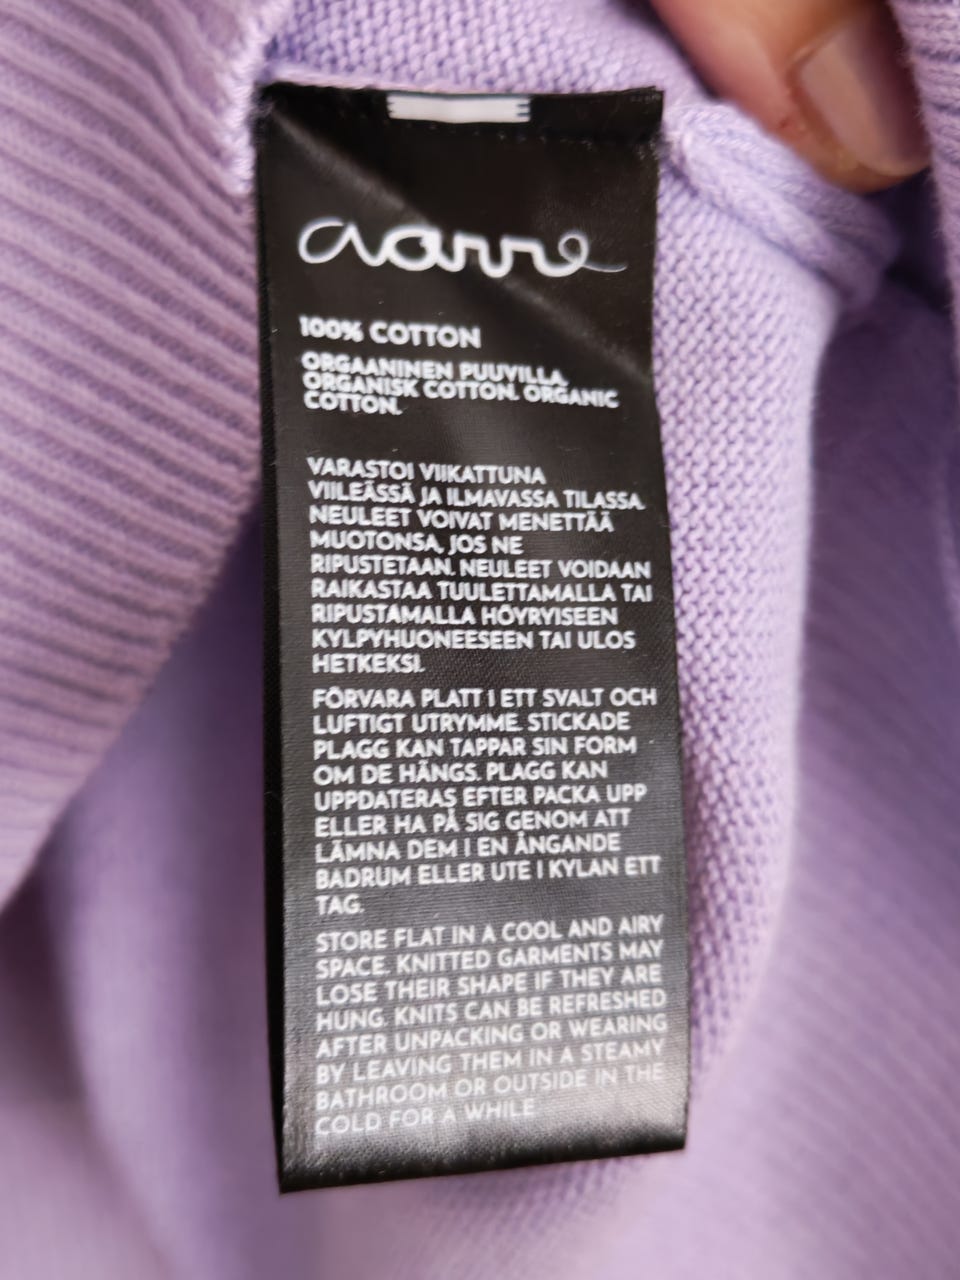 aarre
100% COTTON
ORGAANINEN PUUVILLA.
ORGANISK COTTON. ORGANIC
COTTON.
VARASTOI VIIKATTUNA
VIILEÄSSÄ JA ILMAVASSA TILASSA.
NEULEET VOIVAT MENETTÄÄ
MUOTONSA, JOS NE
RIPUSTETAAN. NEULEET VOIDAAN
RAIKASTAA TUULETTAMALLA TAI
RIPUSTAMALLA HÖYRYISEEN
KYLPYHUONEESEEN TAI ULOS
HETKEKSI.
FÖRVARA PLATT I ETT SVALT OCH
LUFTIGT UTRYMME. STICKADE
PLAGG KAN TAPPAR SIN FORM
OM DE HÄNGS. PLAGG KAN
UPPDATERAS EFTER PACKA UPP
ELLER HA PÅ SIG GENOM ATT
LÄMNA DEM I EN ÅNGANDE
BADRUM ELLER UTE I KYLAN ETT
TAG.
STORE FLAT IN A COOL AND AIRY
SPACE. KNITTED GARMENTS MAY
LOSE THEIR SHAPE IF THEY ARE
HUNG. KNITS CAN BE REFRESHED
AFTER UNPACKING OR WEARING
BY LEAVING THEM IN A STEAMY
BATHROOM OR OUTSIDE IN THE
COLD FOR A WHILE.